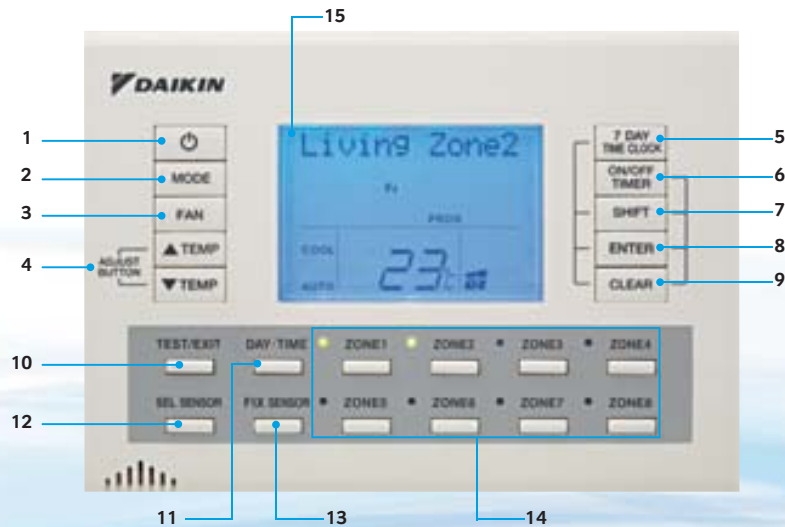 15
DAIKIN
1
2
MODE
3
FAN
4
ADJUST BUTTON
▲ TEMP
▼ TEMP
Living Zone2
Fr
PROG
COOL
23°c
AUTO
7 DAY
TIME CLOCK
5
ON/OFF
TIMER
6
SHIFT
7
ENTER
8
CLEAR
9
TEST/EXIT
DAY/TIME
ZONE1
ZONE2
ZONE3
ZONE4
10
SEL SENSOR
FIX SENSOR
ZONE5
ZONE6
ZONE7
ZONE8
12
11
13
14